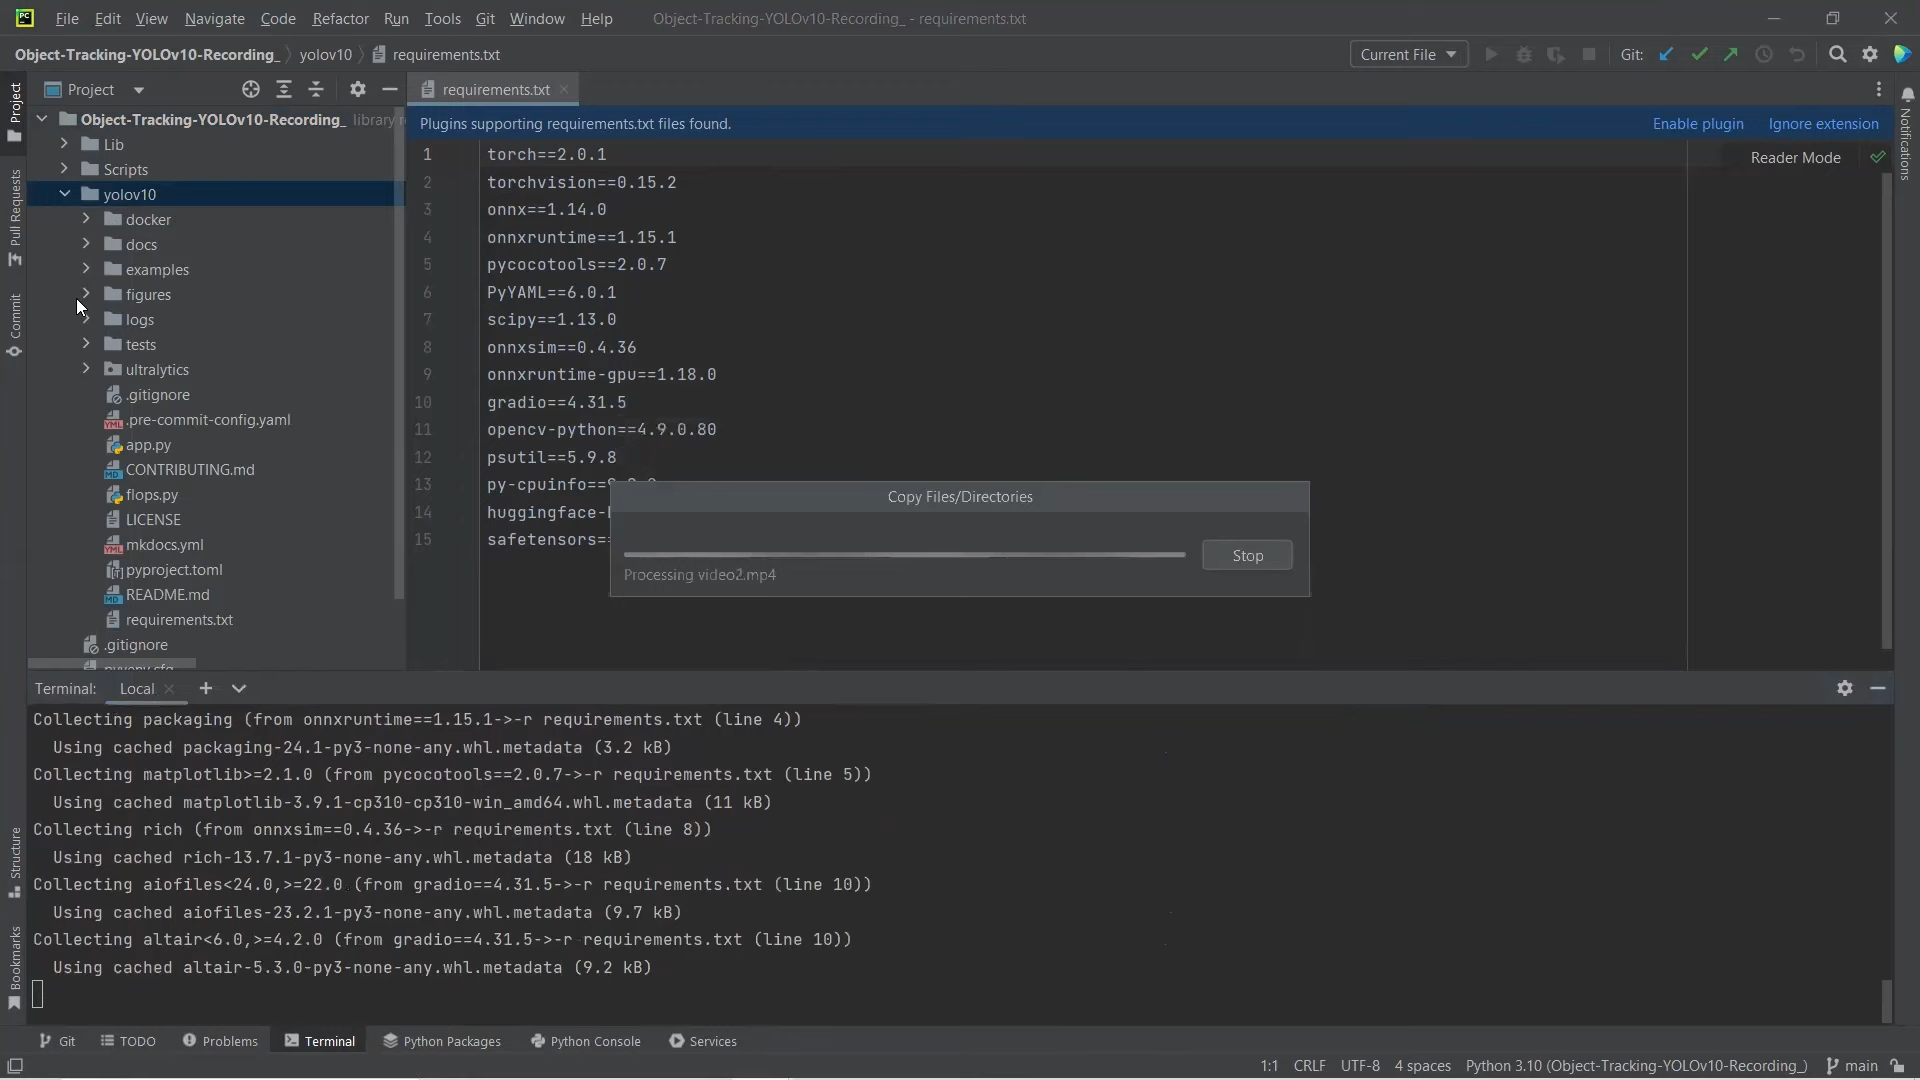 PC File Edit View Navigate Code Refactor Run Tools Git Window Help Object-Tracking-YOLOv10-Recording_ - requirements.txt
Object-Tracking-YOLOv10-Recording_ yolov10 requirements.txt Current File Git:
Project requirements.txt
Plugins supporting requirements.txt files found. Enable plugin Ignore extension
Reader Mode
Project
Pull Requests
Commit
Structure
Bookmarks
Notifications
Object-Tracking-YOLOv10-Recording_ library
Lib
Scripts
yolov10
docker
docs
examples
figures
logs
tests
ultralytics
.gitignore
.pre-commit-config.yaml
app.py
CONTRIBUTING.md
flops.py
LICENSE
mkdocs.yml
pyproject.toml
README.md
requirements.txt
.gitignore
1 torch==2.0.1
2 torchvision==0.15.2
3 onnx==1.14.0
4 onnxruntime==1.15.1
5 pycocotools==2.0.7
6 PyYAML==6.0.1
7 scipy==1.13.0
8 onnxsim==0.4.36
9 onnxruntime-gpu==1.18.0
10 gradio==4.31.5
11 opencv-python==4.9.0.80
12 psutil==5.9.8
13 py-cpuinfo==
14 huggingface-
15 safetensors==
Copy Files/Directories
Stop
Processing video2.mp4
Terminal: Local
Collecting packaging (from onnxruntime==1.15.1->-r requirements.txt (line 4))
Using cached packaging-24.1-py3-none-any.whl.metadata (3.2 kB)
Collecting matplotlib>=2.1.0 (from pycocotools==2.0.7->-r requirements.txt (line 5))
Using cached matplotlib-3.9.1-cp310-cp310-win_amd64.whl.metadata (11 kB)
Collecting rich (from onnxsim==0.4.36->-r requirements.txt (line 8))
Using cached rich-13.7.1-py3-none-any.whl.metadata (18 kB)
Collecting aiofiles<24.0,>=22.0 (from gradio==4.31.5->-r requirements.txt (line 10))
Using cached aiofiles-23.2.1-py3-none-any.whl.metadata (9.7 kB)
Collecting altair<6.0,>=4.2.0 (from gradio==4.31.5->-r requirements.txt (line 10))
Using cached altair-5.3.0-py3-none-any.whl.metadata (9.2 kB)
Git TODO Problems Terminal Python Packages Python Console Services
1:1 CRLF UTF-8 4 spaces Python 3.10 (Object-Tracking-YOLOv10-Recording_) main